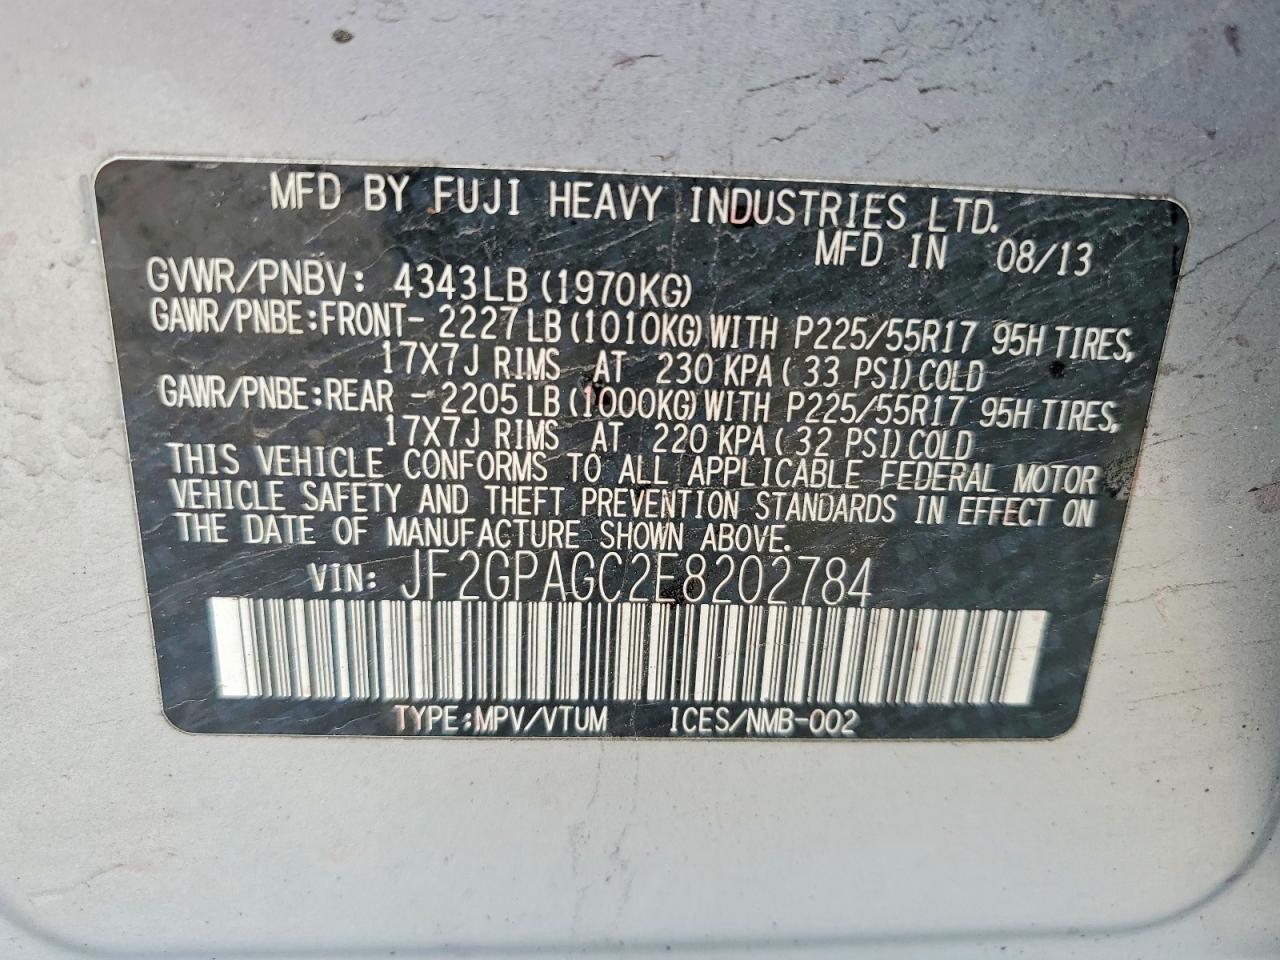 MFD BY FUJI HEAVY INDUSTRIES LTD.
MFD IN 08/13
GVWR/PNBV: 4343LB (1970KG)
GAWR/PNBE:FRONT- 2227 LB (1010KG) WITH P225/55R17 95H TIRES,
17X7J RIMS AT 230 KPA ( 33 PSI) COLD
GAWR/PNBE:REAR - 2205 LB (1000KG) WITH P225/55R17 95H TIRES,
17X7J RIMS AT 220 KPA ( 32 PSI) COLD
THIS VEHICLE CONFORMS TO ALL APPLICABLE FEDERAL MOTOR
VEHICLE SAFETY AND THEFT PREVENTION STANDARDS IN EFFECT ON
THE DATE OF MANUFACTURE SHOWN ABOVE.
VIN: JF2GPAGC2E8202784
TYPE:MPV/VTUM ICES/NMB-002